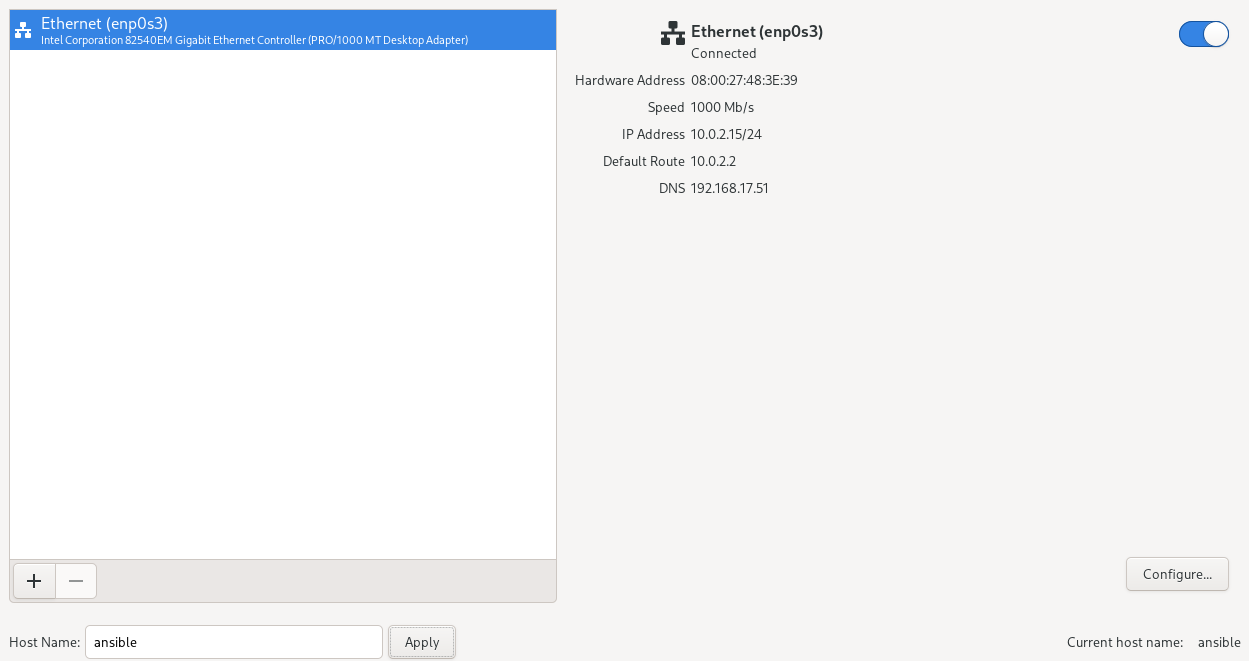 Ethernet (enp0s3)
Intel Corporation 82540EM Gigabit Ethernet Controller (PRO/1000 MT Desktop Adapter)
Ethernet (enp0s3)
Connected
Hardware Address 08:00:27:48:3E:39
Speed 1000 Mb/s
IP Address 10.0.2.15/24
Default Route 10.0.2.2
DNS 192.168.17.51
Configure...
Host Name: ansible Apply Current host name: ansible